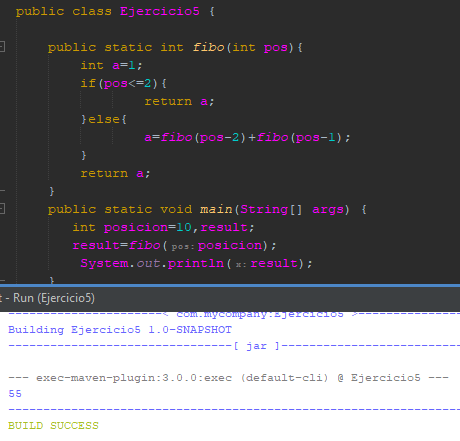 public class Ejercicio5 {
public static int fibo(int pos){
int a=1;
if(pos<=2){
return a;
}else{
a=fibo(pos-2)+fibo(pos-1);
}
return a;
}
public static void main(String[] args) {
int posicion=10,result;
result=fibo( pos: posicion);
System.out.println( x: result);
}
t - Run (Ejercicio5)
-----------------------< com.mycompany:Ejercicio5 >---------------
Building Ejercicio5 1.0-SNAPSHOT
--------------------------------[ jar ]---------------------------
--- exec-maven-plugin:3.0.0:exec (default-cli) @ Ejercicio5 ---
55
------------------------------------------------------------------
BUILD SUCCESS